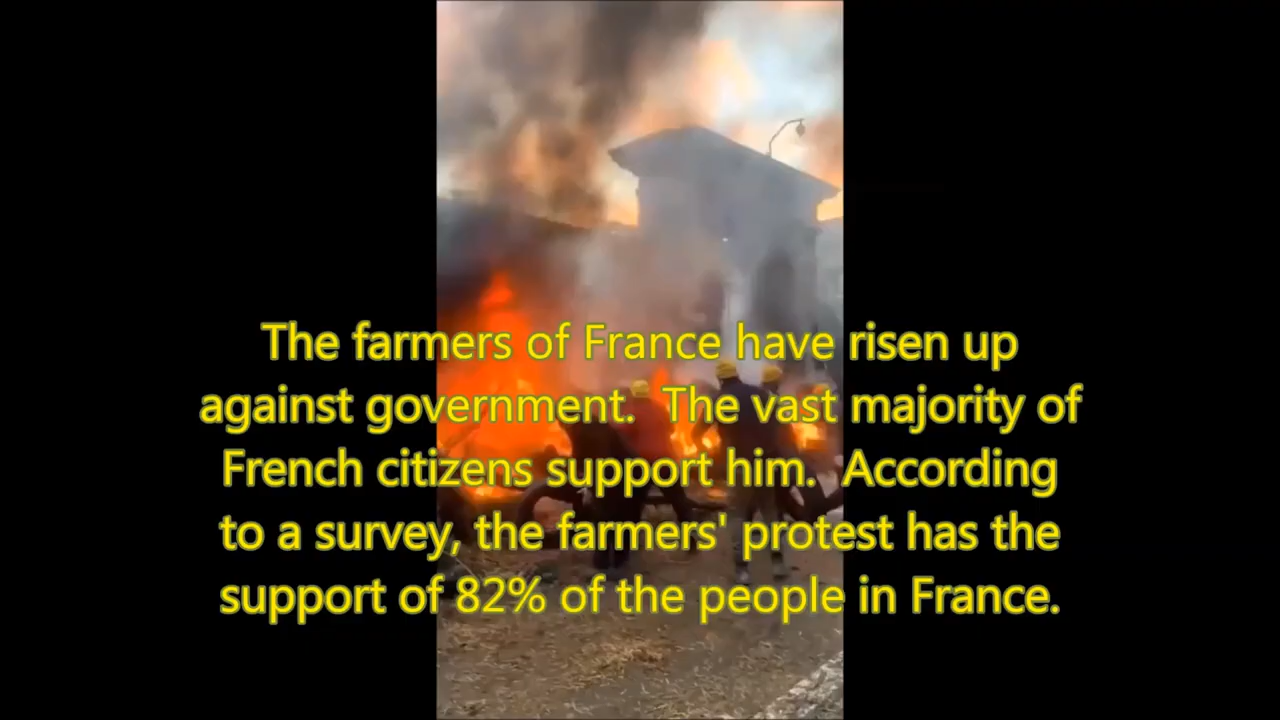 The farmers of France have risen up
against government.  The vast majority of
French citizens support him.  According
to a survey, the farmers' protest has the
support of 82% of the people in France.